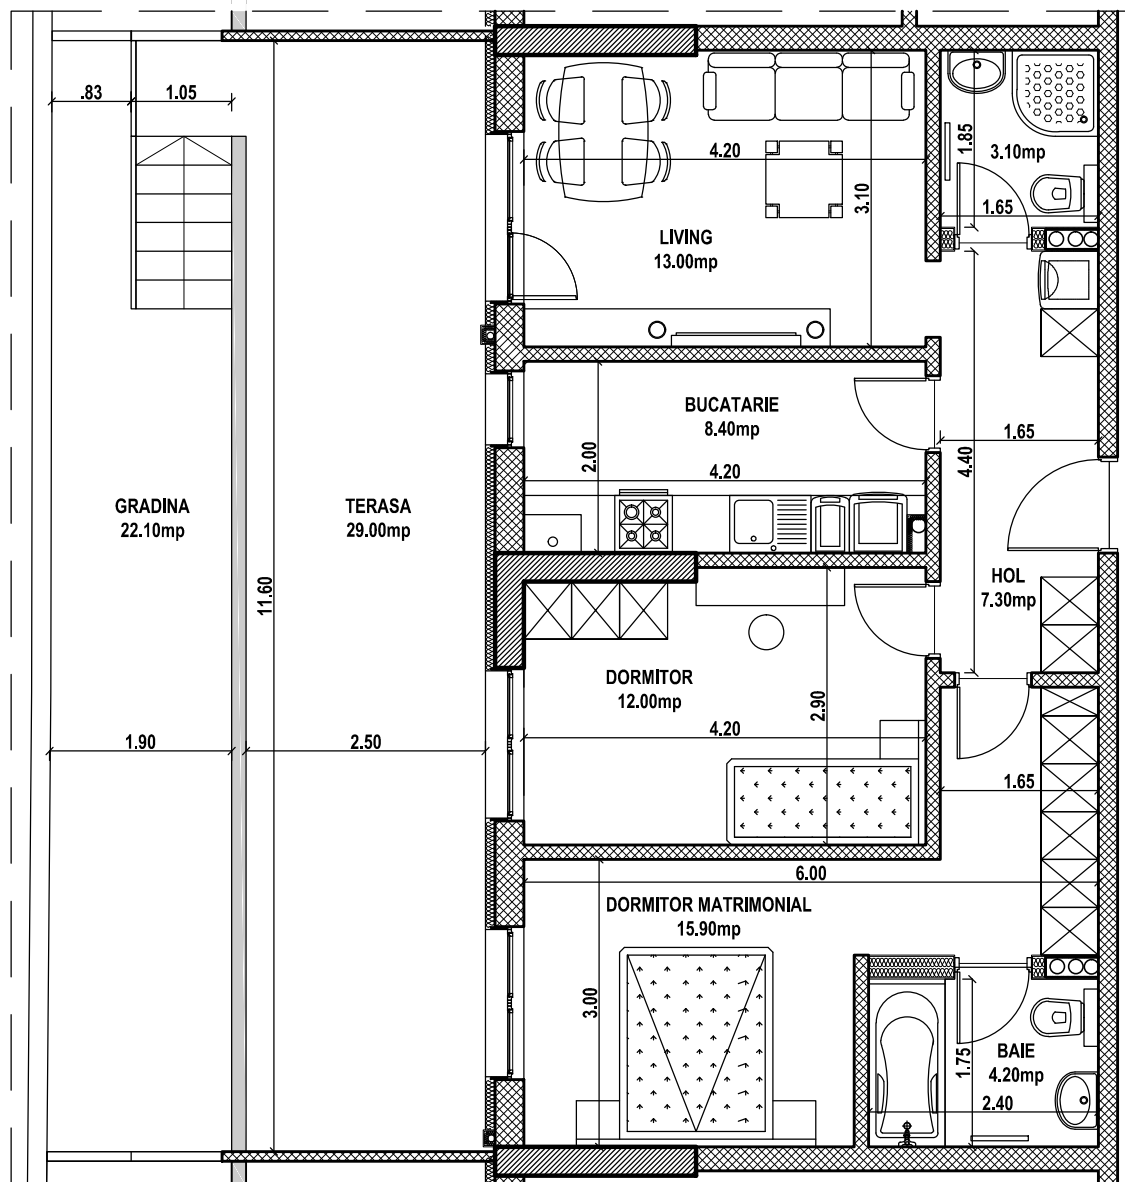 .83
1.05
4.20
3.10
1.85
3.10mp
1.65
LIVING
13.00mp
BUCATARIE
8.40mp
2.00
4.20
1.65
4.40
GRADINA
22.10mp
TERASA
29.00mp
11.60
HOL
7.30mp
DORMITOR
12.00mp
2.90
4.20
1.90
2.50
1.65
6.00
DORMITOR MATRIMONIAL
15.90mp
3.00
1.75
BAIE
4.20mp
2.40